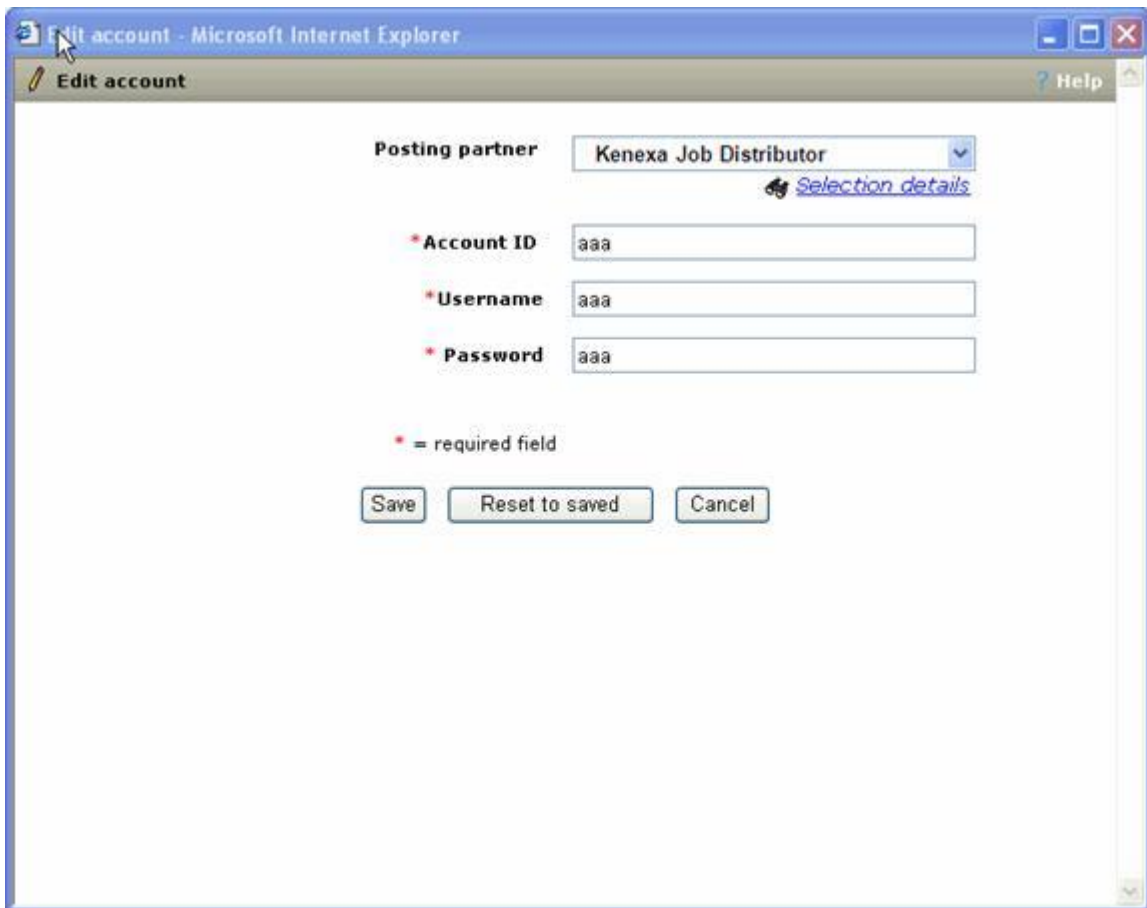 Edit account - Microsoft Internet Explorer
Edit account ? Help
Posting partner Kenexa Job Distributor
Selection details
*Account ID aaa
*Username aaa
* Password aaa
* = required field
Save Reset to saved Cancel